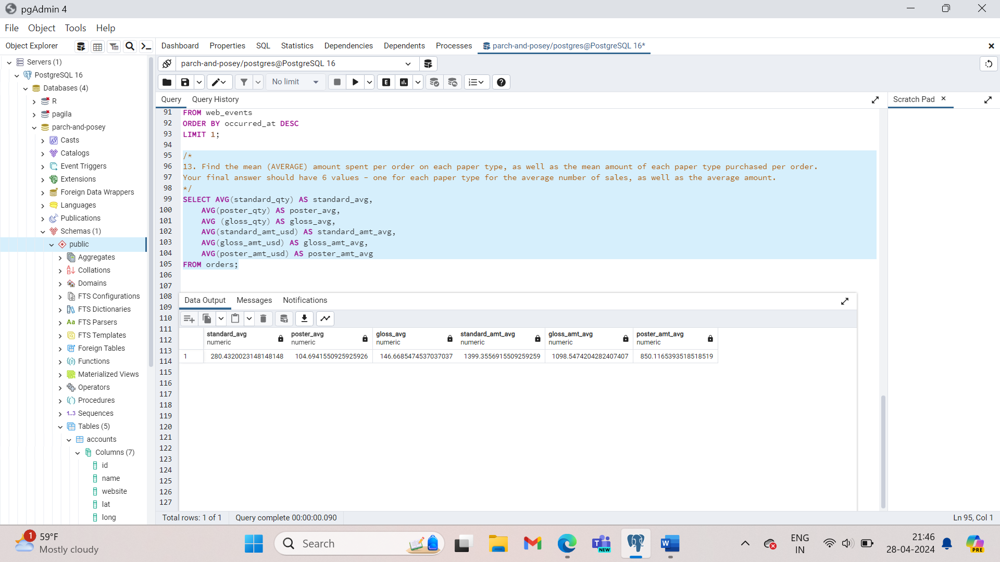 pgAdmin 4
File Object Tools Help
Object Explorer
Dashboard Properties SQL Statistics Dependencies Dependents Processes parch-and-posey/postgres@PostgreSQL 16*
Servers (1)
PostgreSQL 16
Databases (4)
R
pagila
parch-and-posey
Casts
Catalogs
Event Triggers
Extensions
Foreign Data Wrappers
Languages
Publications
Schemas (1)
public
Aggregates
Collations
Domains
FTS Configurations
FTS Dictionaries
Aa FTS Parsers
FTS Templates
Foreign Tables
Functions
Materialized Views
Operators
Procedures
1..3 Sequences
Tables (5)
accounts
Columns (7)
id
name
website
lat
long
parch-and-posey/postgres@PostgreSQL 16
No limit
E
Query Query History
Scratch Pad
91 FROM web_events
92 ORDER BY occurred_at DESC
93 LIMIT 1;
94
95 /*
96 13. Find the mean (AVERAGE) amount spent per order on each paper type, as well as the mean amount of each paper type purchased per order.
97 Your final answer should have 6 values - one for each paper type for the average number of sales, as well as the average amount.
98 */
99 SELECT AVG(standard_qty) AS standard_avg,
100 AVG(poster_qty) AS poster_avg,
101 AVG (gloss_qty) AS gloss_avg,
102 AVG(standard_amt_usd) AS standard_amt_avg,
103 AVG(gloss_amt_usd) AS gloss_amt_avg,
104 AVG(poster_amt_usd) AS poster_amt_avg
105 FROM orders;
106
107
108
109
110
111
112
113
114
115
116
117
118
119
120
121
122
123
124
125
126
127
Data Output Messages Notifications
standard_avg poster_avg gloss_avg standard_amt_avg gloss_amt_avg poster_amt_avg
numeric numeric numeric numeric numeric numeric
1 280.4320023148148148 104.6941550925925926 146.6685474537037037 1399.3556915509259259 1098.5474204282407407 850.1165393518518519
Total rows: 1 of 1 Query complete 00:00:00.090 Ln 95, Col 1
1
59°F
Mostly cloudy
Search
T
NEW
W
ENG
IN
21:46
28-04-2024
PRE